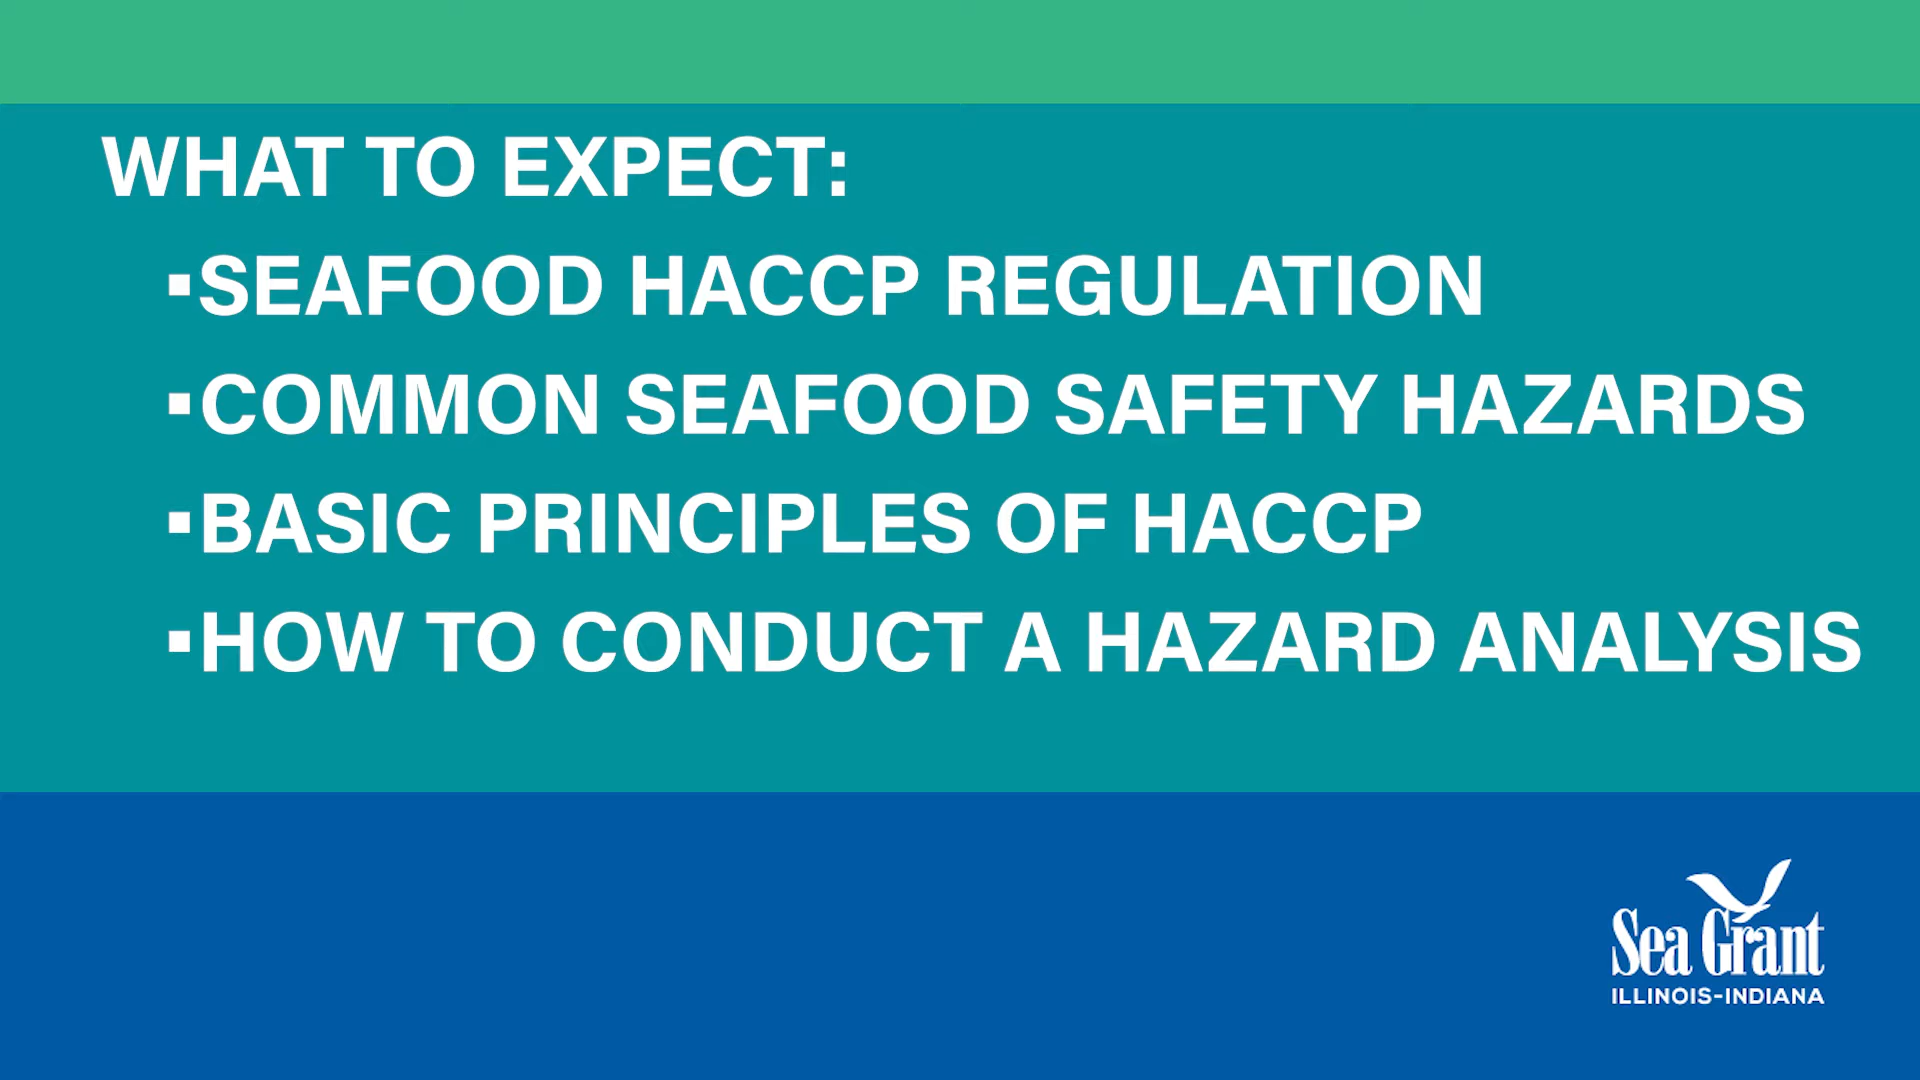 WHAT TO EXPECT:
▪SEAFOOD HACCP REGULATION
▪COMMON SEAFOOD SAFETY HAZARDS
▪BASIC PRINCIPLES OF HACCP
▪HOW TO CONDUCT A HAZARD ANALYSIS
Sea Grant
ILLINOIS-INDIANA